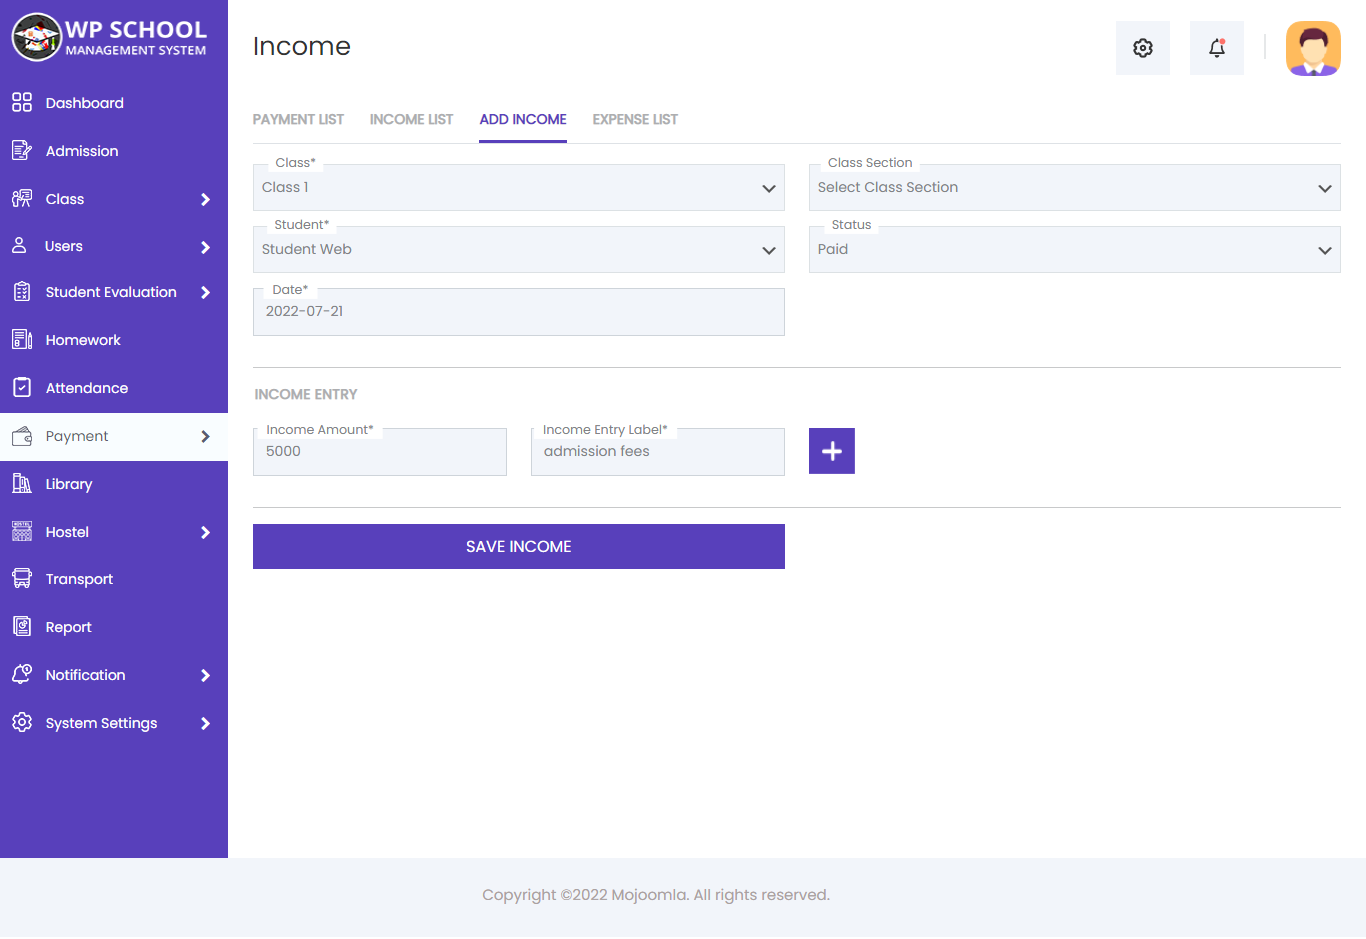 WP SCHOOL
MANAGEMENT SYSTEM
Dashboard
Admission
Class
Users
Student Evaluation
Homework
Attendance
Payment
Library
Hostel
Transport
Report
Notification
System Settings
Income
PAYMENT LIST INCOME LIST ADD INCOME EXPENSE LIST
Class*
Class 1
Class Section
Select Class Section
Student*
Student Web
Status
Paid
Date*
2022-07-21
INCOME ENTRY
Income Amount*
5000
Income Entry Label*
admission fees
SAVE INCOME
Copyright ©2022 Mojoomla. All rights reserved.